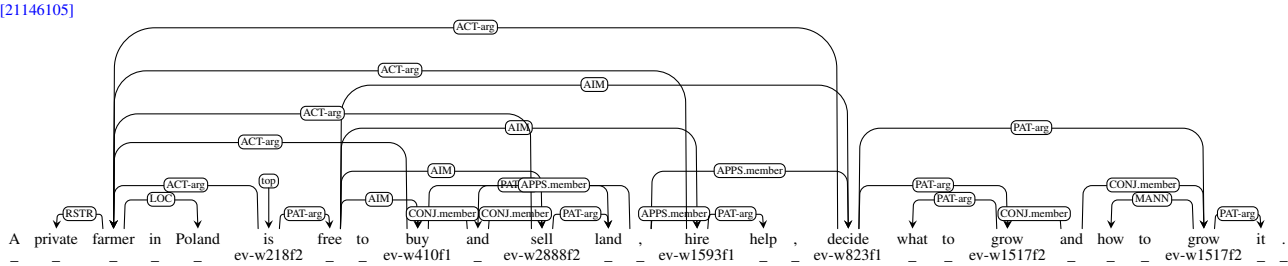 [21146105]
ACT-arg
ACT-arg
AIM
ACT-arg
AIM
PAT-arg
ACT-arg
AIM
APPS.member
ACT-arg
top
APPS.member
PAT-arg
CONJ.member
LOC
AIM
PAT-arg
MANN
RSTR
PAT-arg
CONJ.member
CONJ.member
PAT-arg
APPS.member
PAT-arg
CONJ.member
PAT-arg
A private farmer in Poland is free to buy and sell land , hire help , decide what to grow and how to grow it .
_ _ _ _ _ ev-w218f2 _ _ ev-w410f1 _ ev-w2888f2 _ _ ev-w1593f1 _ _ ev-w823f1 _ _ ev-w1517f2 _ _ _ ev-w1517f2 _ _